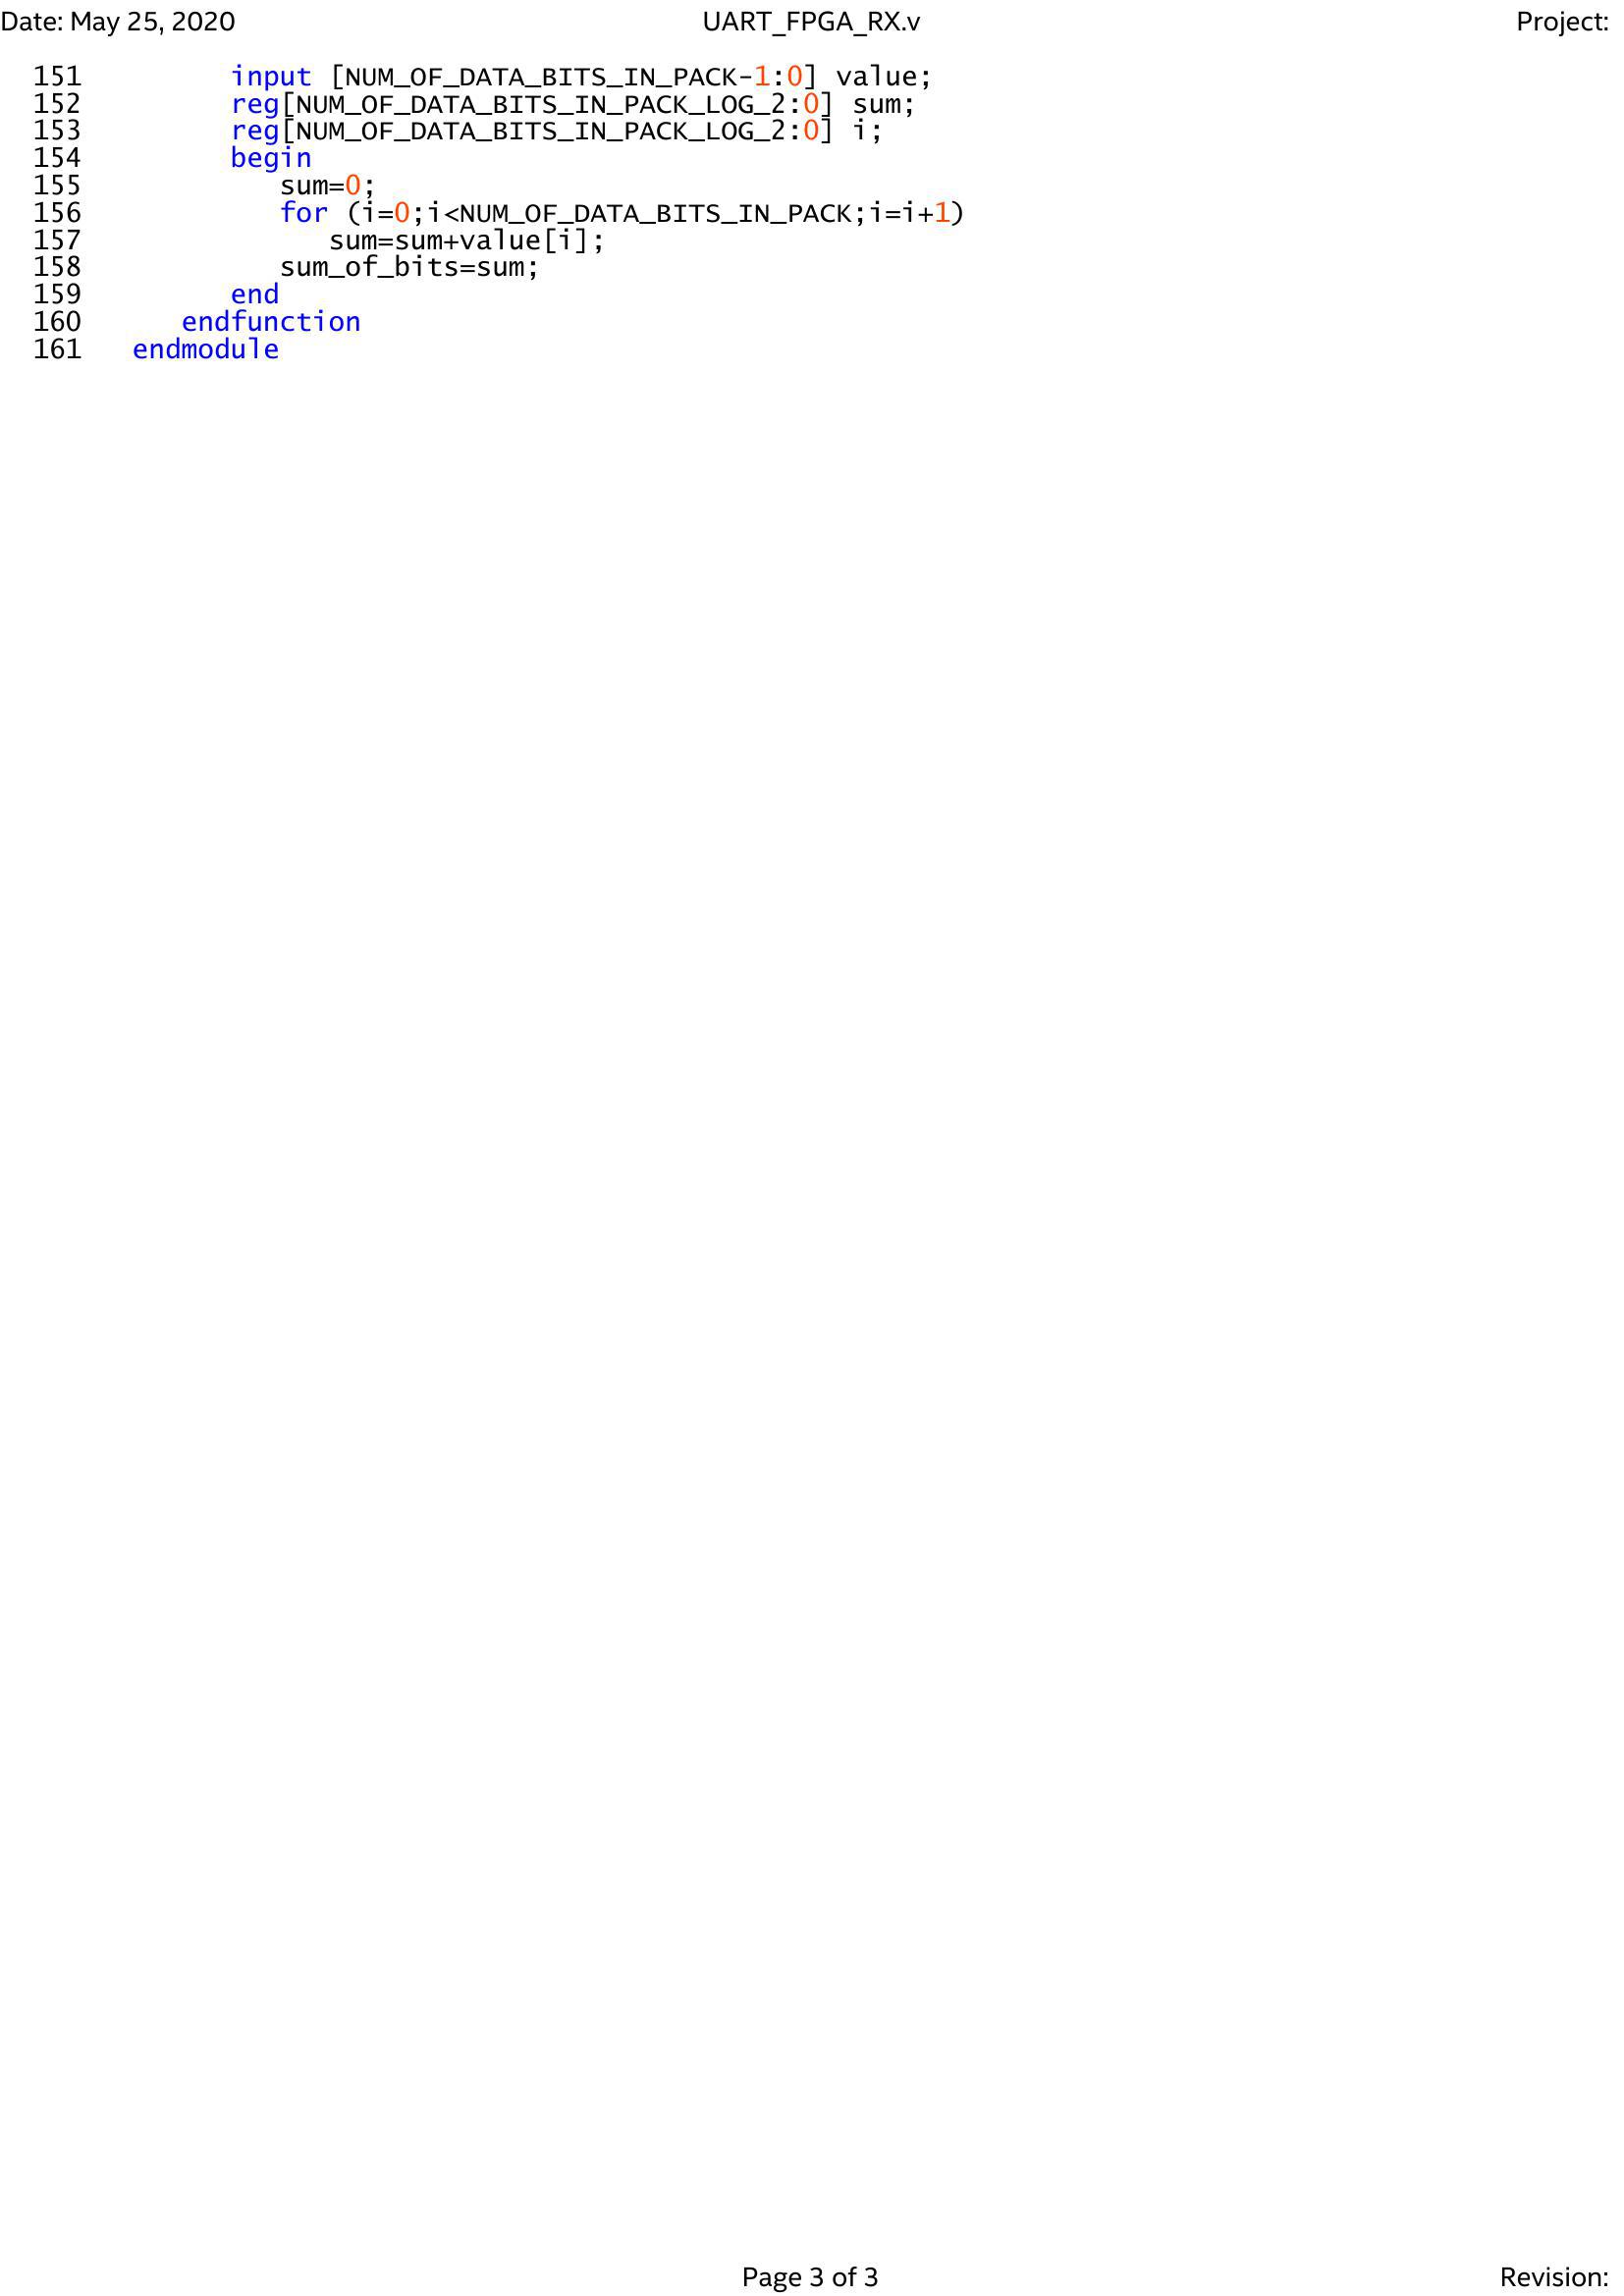 Date: May 25, 2020 UART_FPGA_RX.v Project:
151 input [NUM_OF_DATA_BITS_IN_PACK-1:0] value;
152 reg[NUM_OF_DATA_BITS_IN_PACK_LOG_2:0] sum;
153 reg[NUM_OF_DATA_BITS_IN_PACK_LOG_2:0] i;
154 begin
155 sum=0;
156 for (i=0;i<NUM_OF_DATA_BITS_IN_PACK;i=i+1)
157 sum=sum+value[i];
158 sum_of_bits=sum;
159 end
160 endfunction
161 endmodule
Page 3 of 3 Revision: